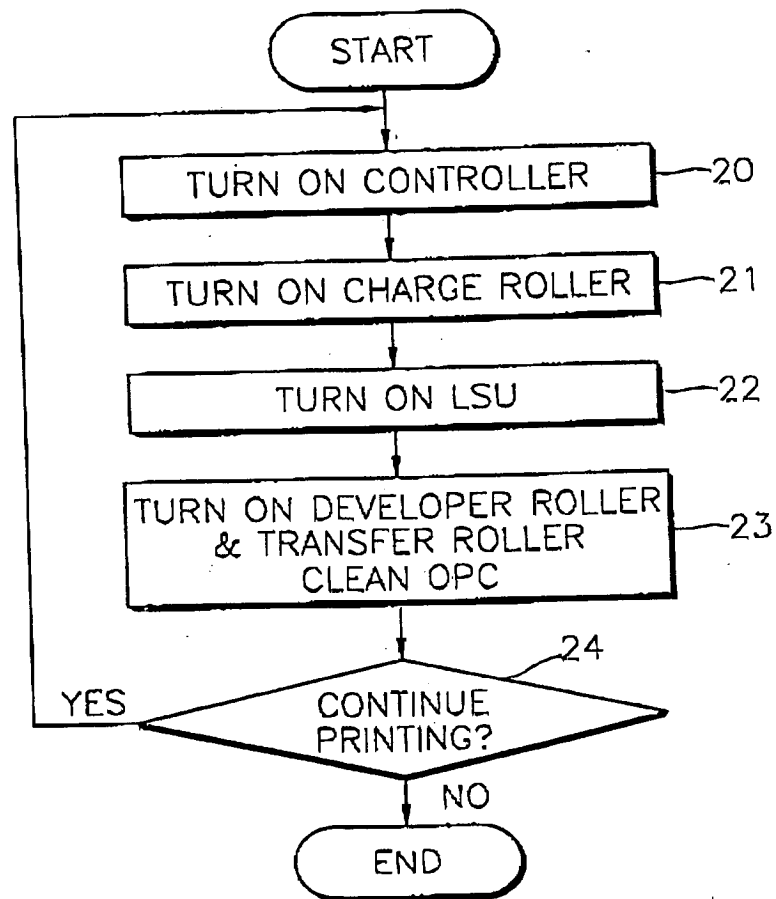 START
TURN ON CONTROLLER
20
TURN ON CHARGE ROLLER
21
TURN ON LSU
22
TURN ON DEVELOPER ROLLER
& TRANSFER ROLLER
CLEAN OPC
23
24
YES
CONTINUE
PRINTING?
NO
END